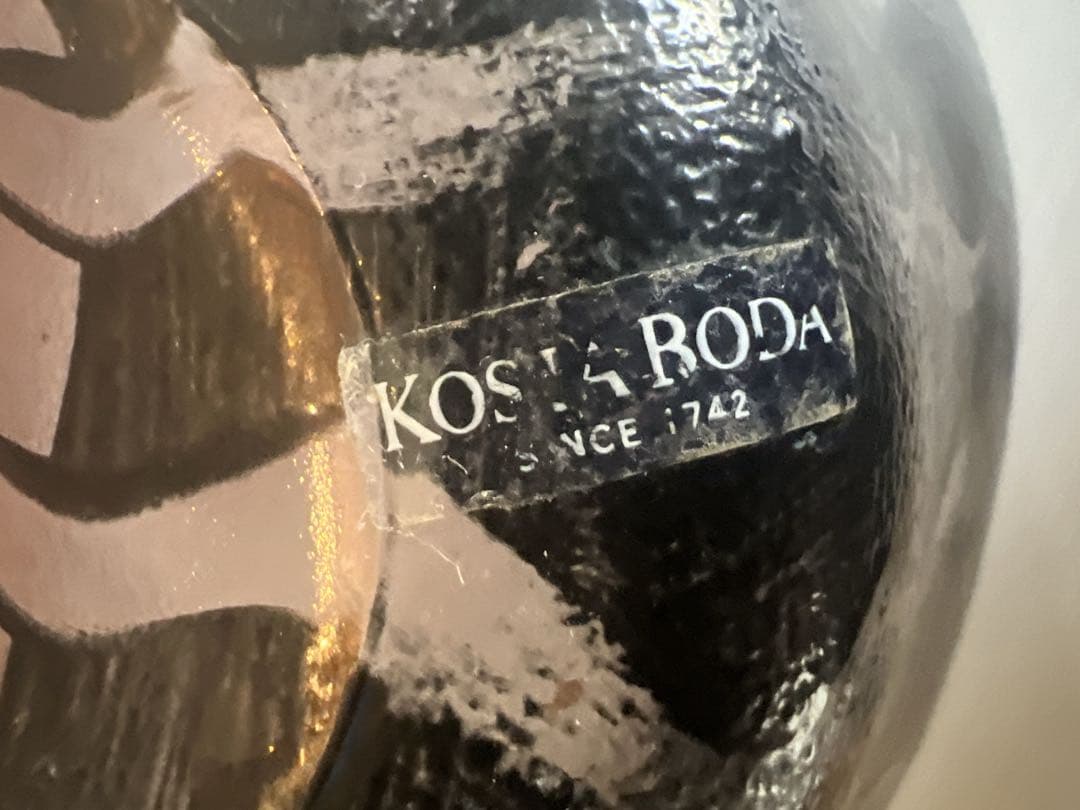 KOSTA BODA
SINCE 1742